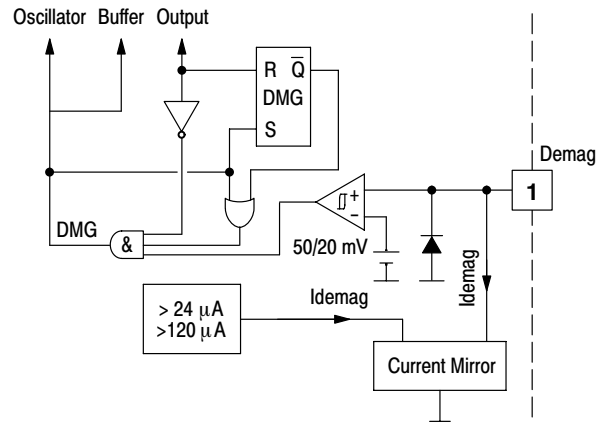 Oscillator Buffer Output
R Q̅
DMG
S
Demag
1
+
−
DMG
&
50/20 mV
Idemag
Idemag
> 24 μA
>120 μA
Current Mirror